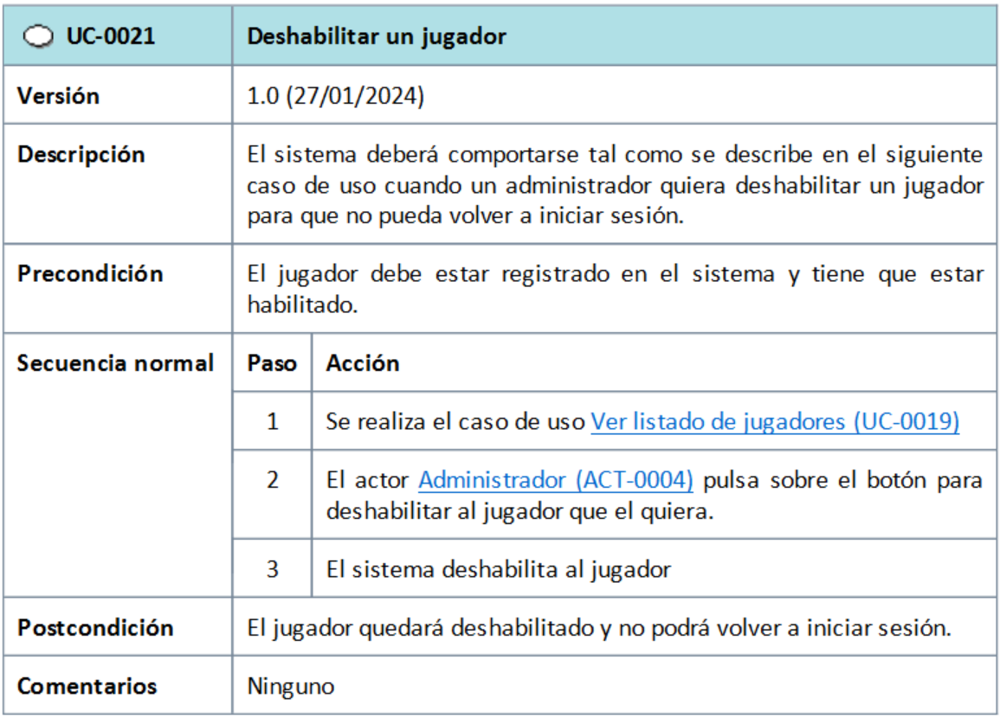 UC-0021 Deshabilitar un jugador
Versión 1.0 (27/01/2024)
Descripción El sistema deberá comportarse tal como se describe en el siguiente
caso de uso cuando un administrador quiera deshabilitar un jugador
para que no pueda volver a iniciar sesión.
Precondición El jugador debe estar registrado en el sistema y tiene que estar
habilitado.
Secuencia normal Paso Acción
1 Se realiza el caso de uso Ver listado de jugadores (UC-0019)
2 El actor Administrador (ACT-0004) pulsa sobre el botón para
deshabilitar al jugador que el quiera.
3 El sistema deshabilita al jugador
Postcondición El jugador quedará deshabilitado y no podrá volver a iniciar sesión.
Comentarios Ninguno